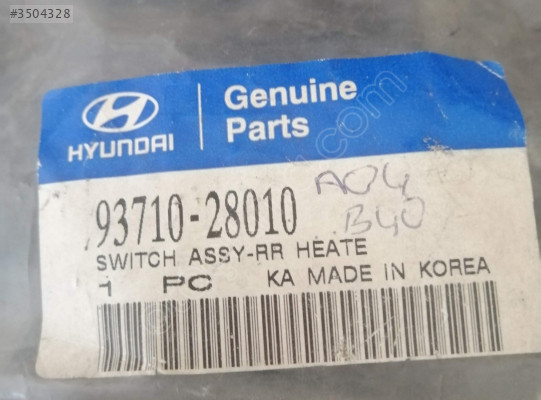 #3504328
HYUNDAI
Genuine
Parts
93710-28010
A04
B40
SWITCH ASSY-RR HEATE
1 PC KA MADE IN KOREA